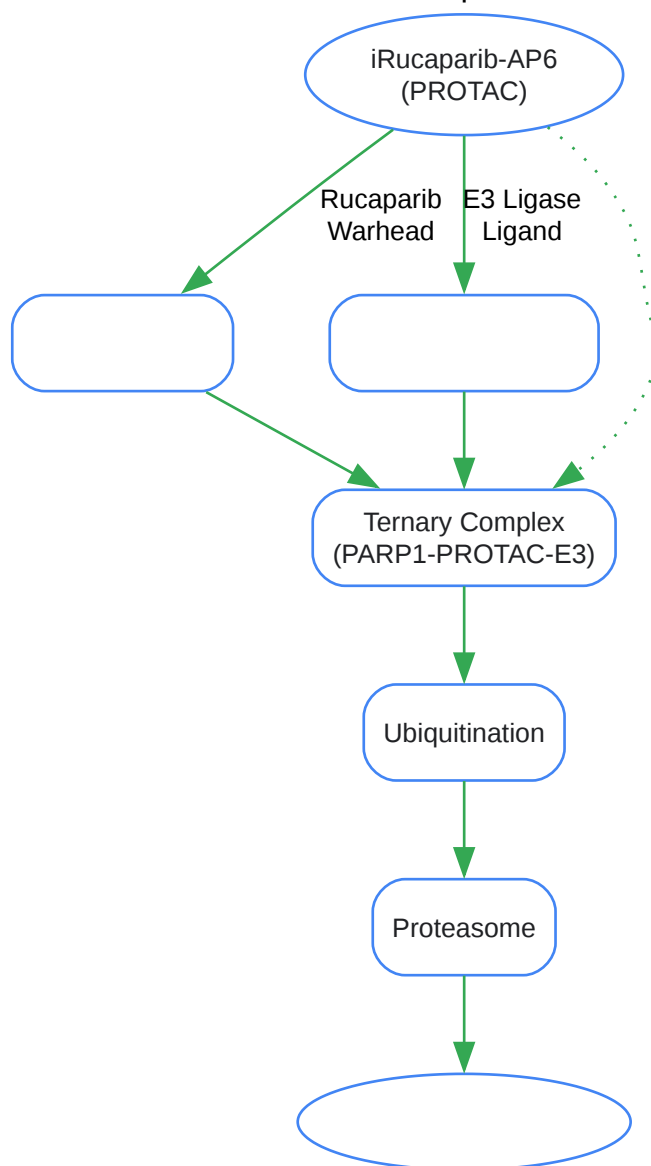 iRucaparib-AP6
(PROTAC)
Rucaparib
Warhead
E3 Ligase
Ligand
Ternary Complex
(PARP1-PROTAC-E3)
Ubiquitination
Proteasome